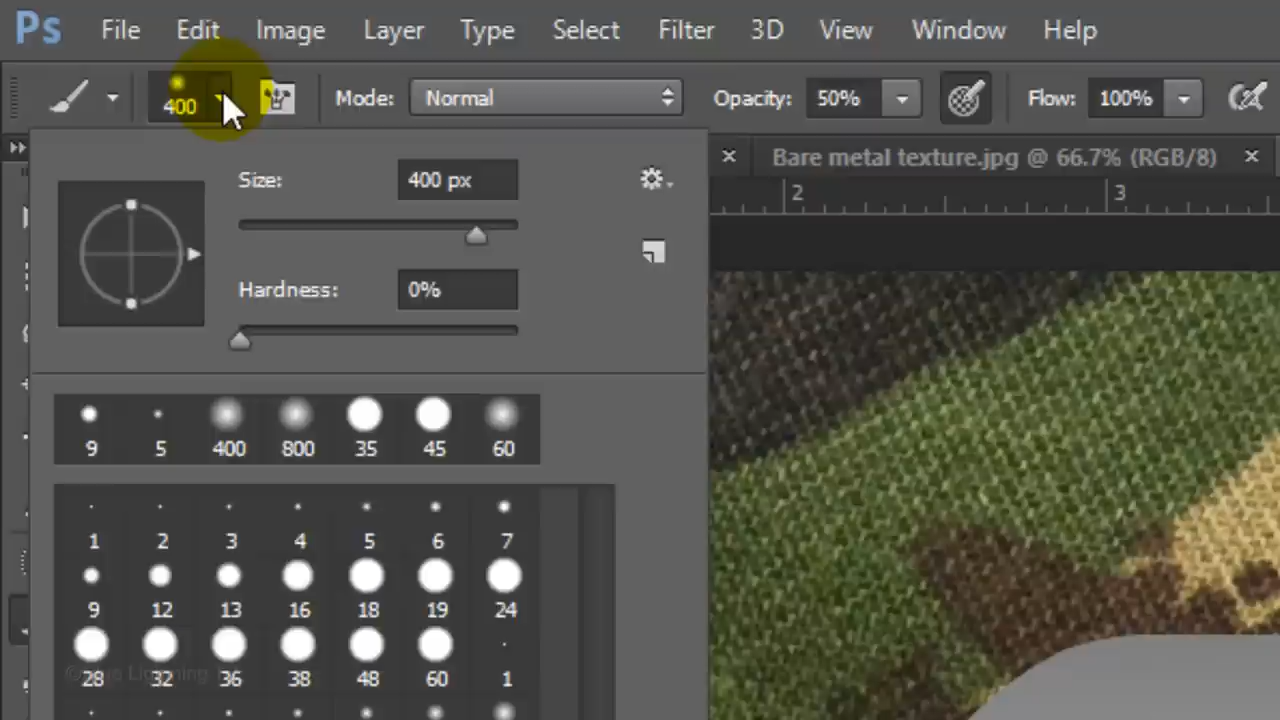 Ps File Edit Image Layer Type Select Filter 3D View Window Help
400 Mode: Normal Opacity: 50% Flow: 100%
Bare metal texture.jpg @ 66.7% (RGB/8)
Size: 400 px
2 3
Hardness: 0%
9 5 400 800 35 45 60
1 2 3 4 5 6 7
9 12 13 16 18 19 24
28 32 36 38 48 60 1